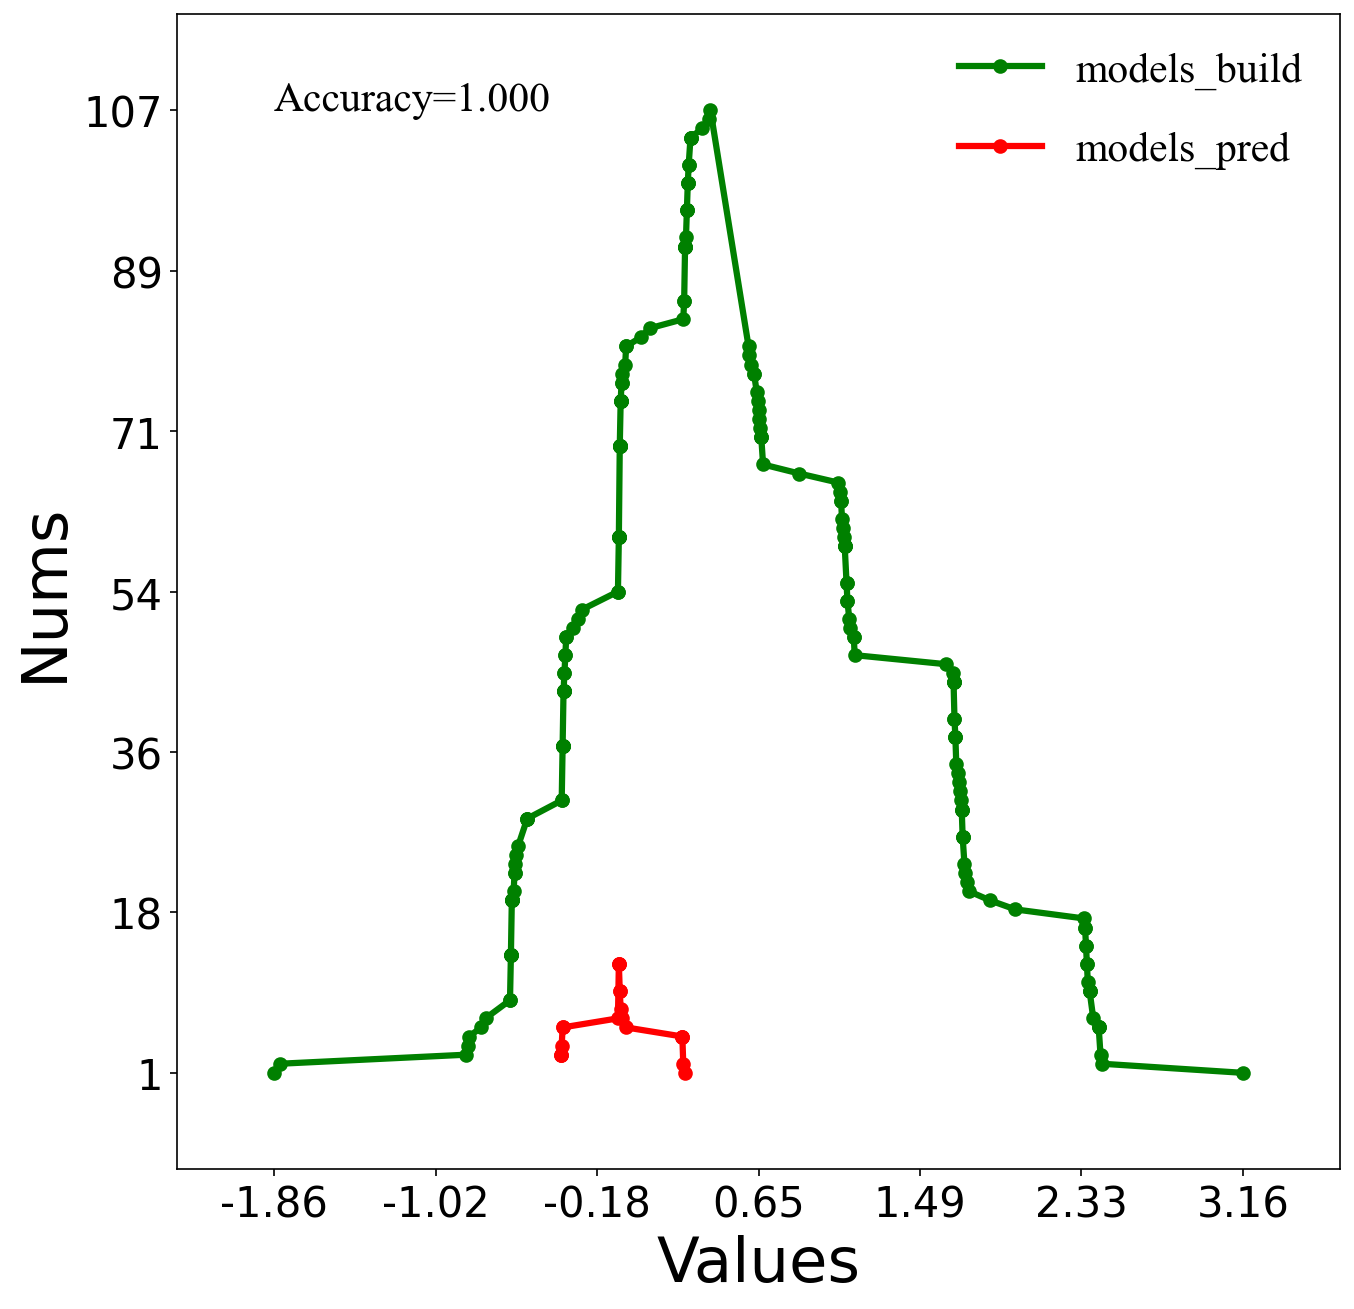 Accuracy=1.000
models_build
models_pred
107
89
71
54
36
18
1
Nums
-1.86 -1.02 -0.18 0.65 1.49 2.33 3.16
Values